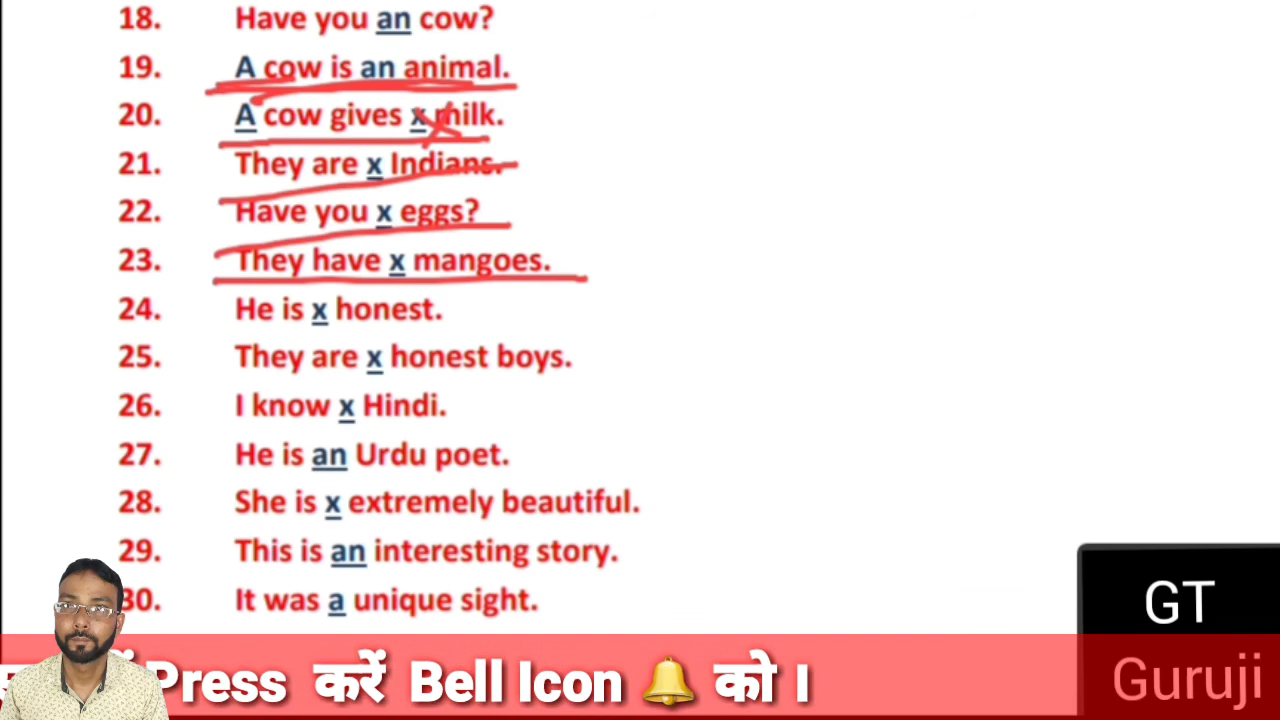 18. Have you an cow?
19. A cow is an animal.
20. A cow gives x milk.
21. They are x Indians.
22. Have you x eggs?
23. They have x mangoes.
24. He is x honest.
25. They are x honest boys.
26. I know x Hindi.
27. He is an Urdu poet.
28. She is x extremely beautiful.
29. This is an interesting story.
30. It was a unique sight.
GT
Guruji
Press करें Bell Icon 🔔 को ।